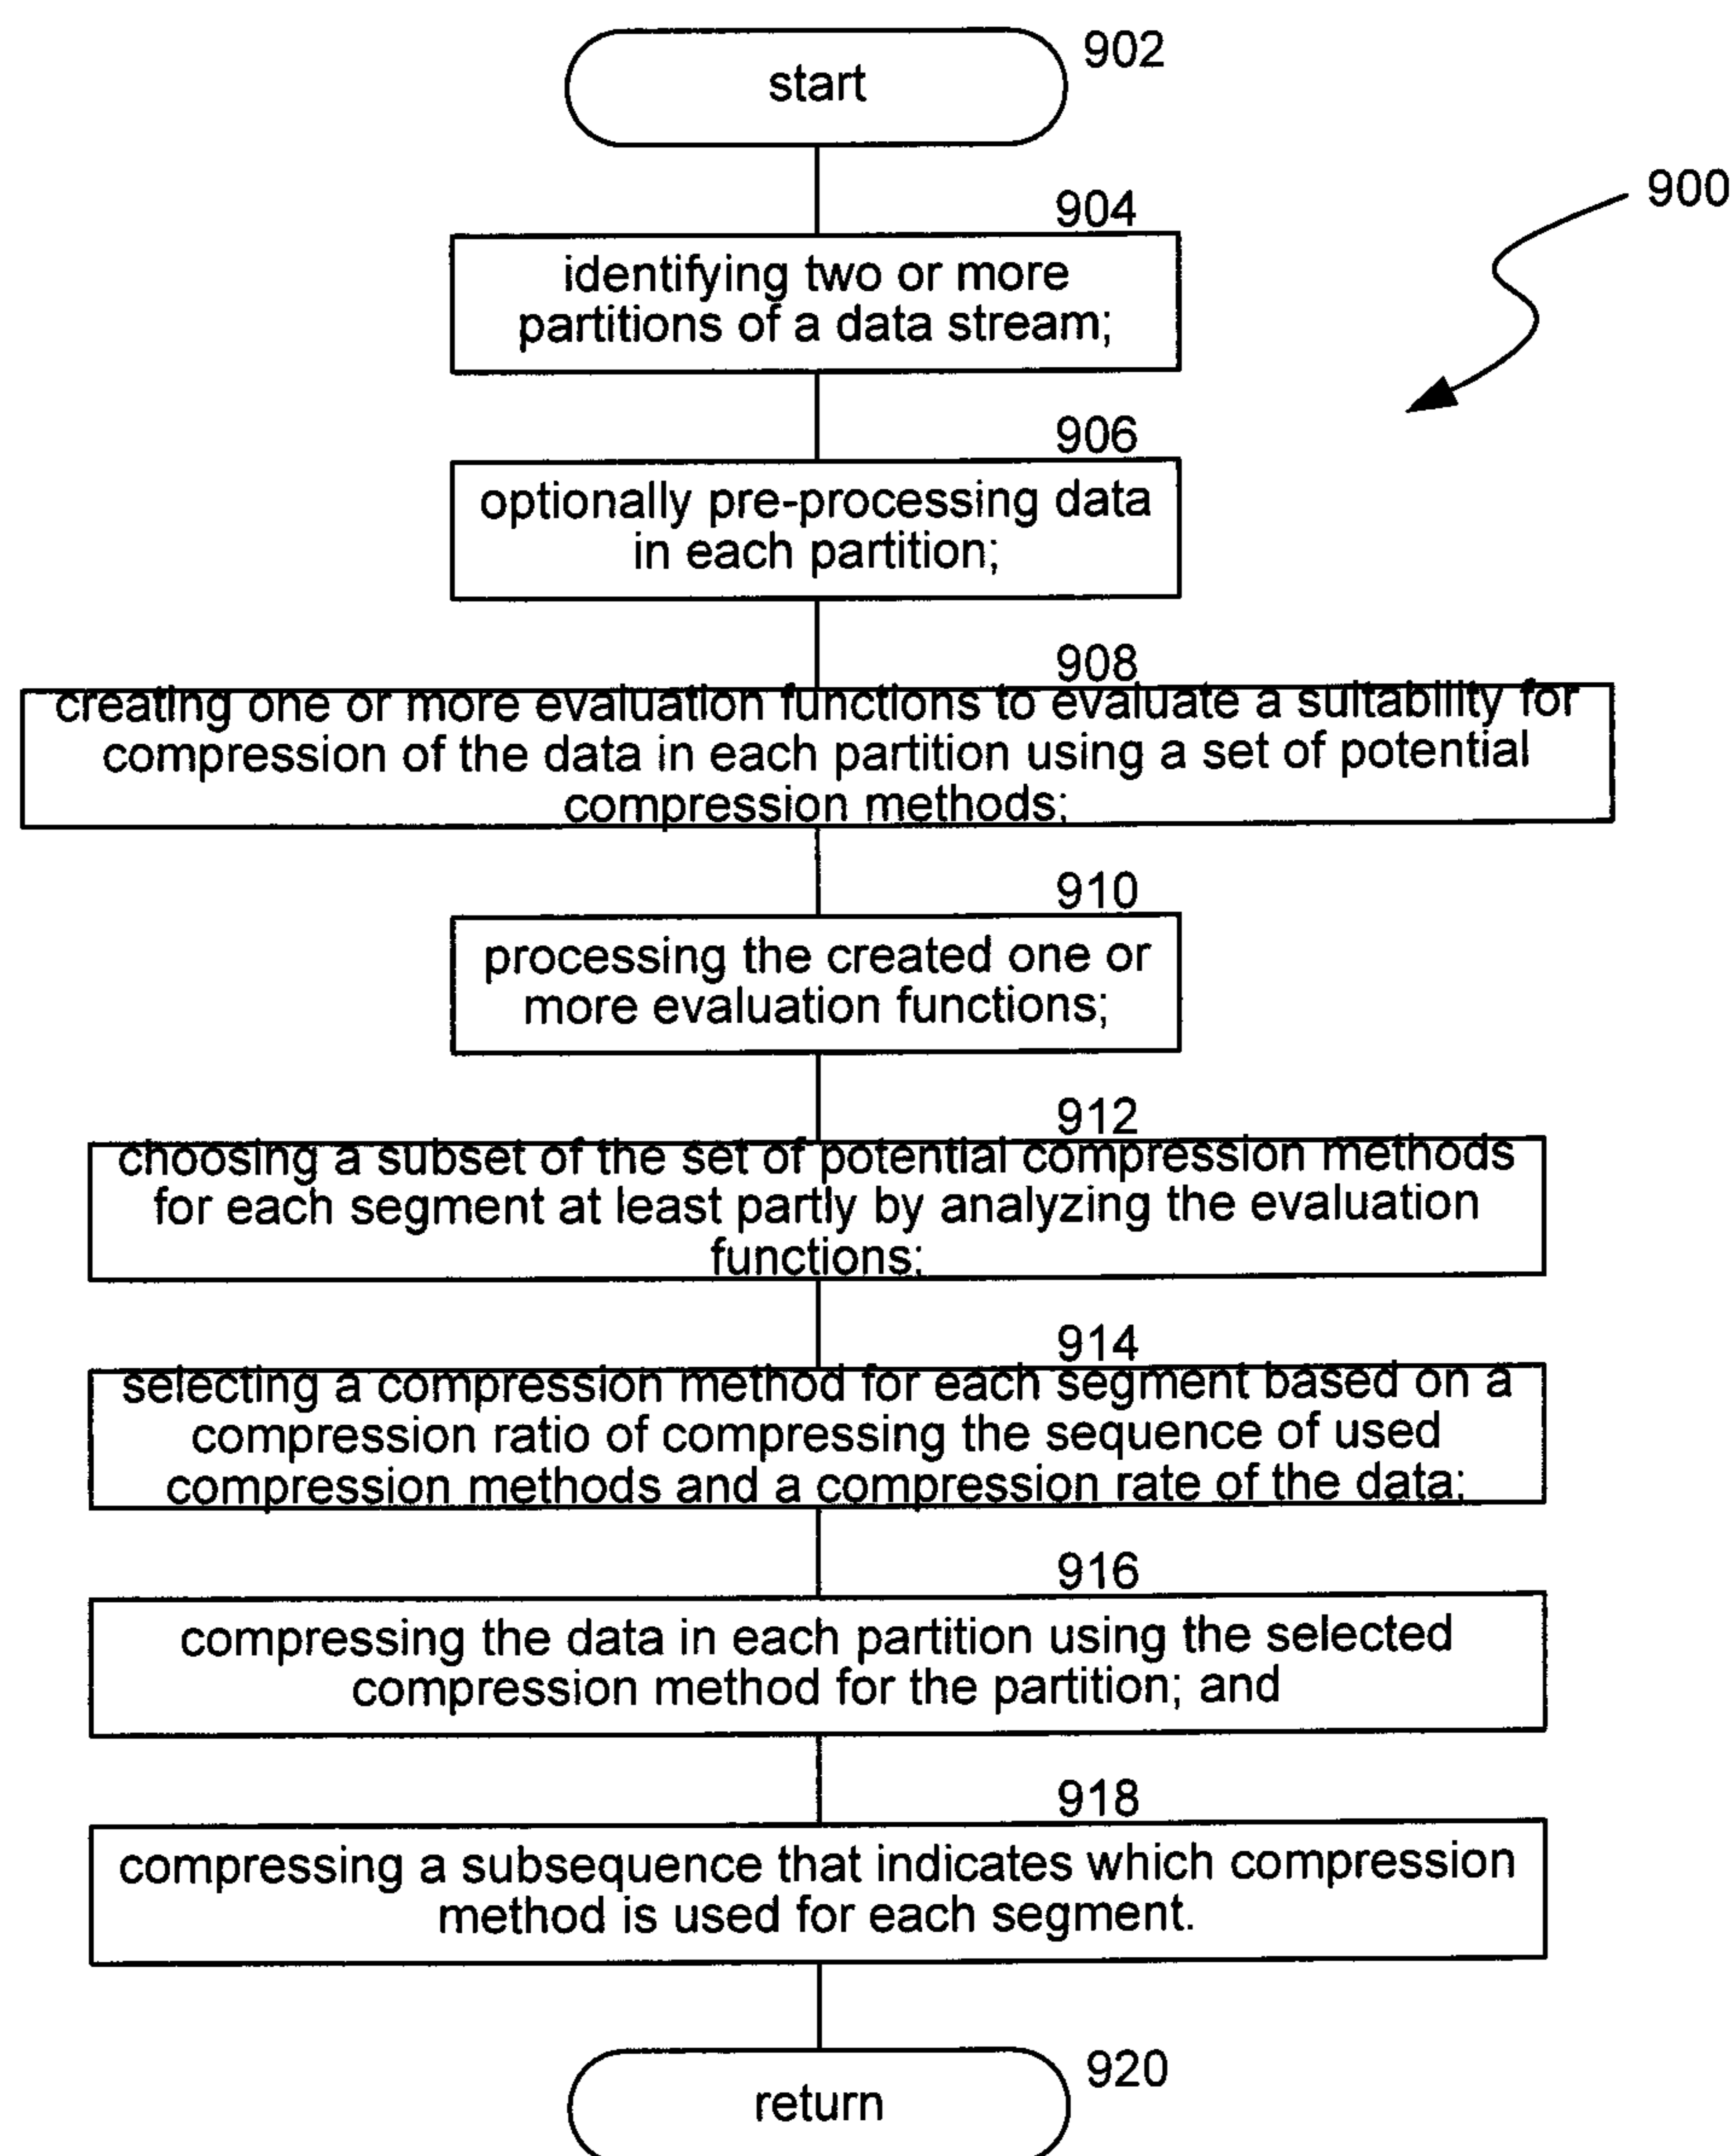 902
start
900
904
identifying two or more
partitions of a data stream;
906
optionally pre-processing data
in each partition;
908
creating one or more evaluation functions to evaluate a suitability for
compression of the data in each partition using a set of potential
compression methods;
910
processing the created one or
more evaluation functions;
912
choosing a subset of the set of potential compression methods
for each segment at least partly by analyzing the evaluation
functions;
914
selecting a compression method for each segment based on a
compression ratio of compressing the sequence of used
compression methods and a compression rate of the data;
916
compressing the data in each partition using the selected
compression method for the partition; and
918
compressing a subsequence that indicates which compression
method is used for each segment.
920
return